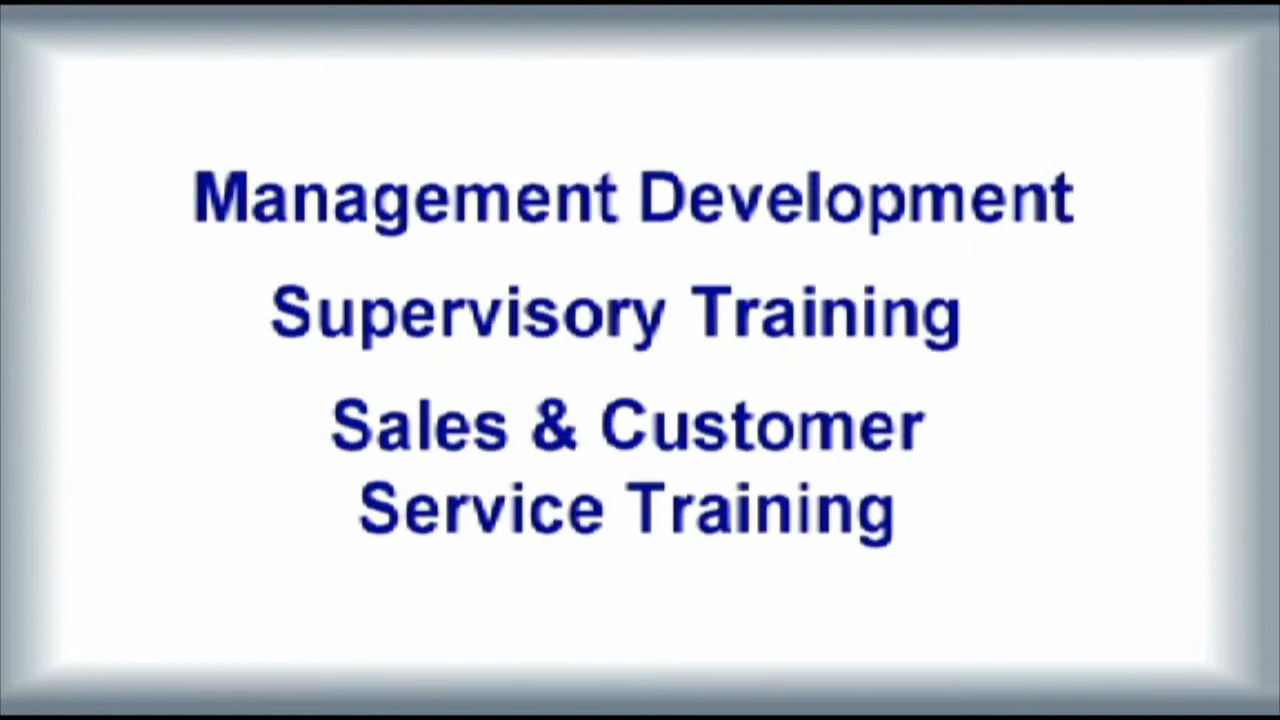 Management Development
Supervisory Training
Sales & Customer
Service Training